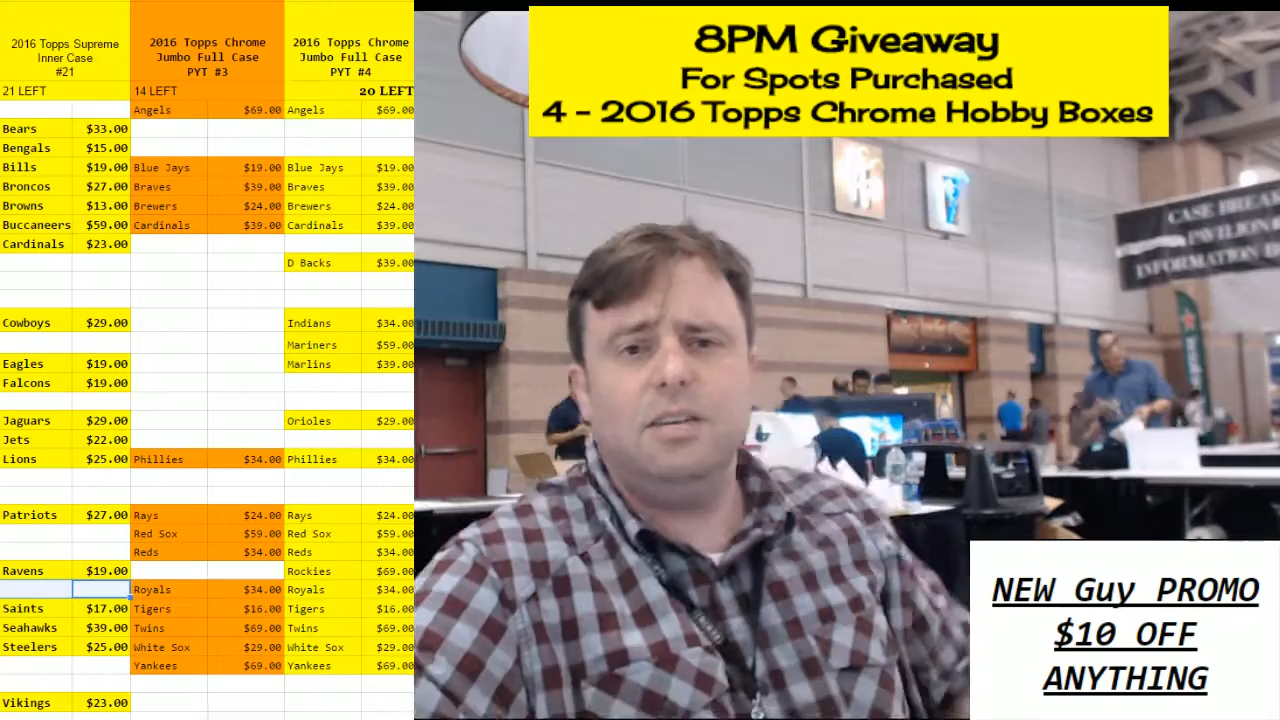 2016 Topps Supreme
Inner Case
#21
2016 Topps Chrome
Jumbo Full Case
PYT #3
2016 Topps Chrome
Jumbo Full Case
PYT #4
21 LEFT
14 LEFT
20 LEFT
Angels $69.00 Angels $69.00
Bears $33.00
Bengals $15.00
Bills $19.00 Blue Jays $19.00 Blue Jays $19.00
Broncos $27.00 Braves $39.00 Braves $39.00
Browns $13.00 Brewers $24.00 Brewers $24.00
Buccaneers $59.00 Cardinals $39.00 Cardinals $39.00
Cardinals $23.00
D Backs $39.00
Cowboys $29.00 Indians $34.00
Mariners $59.00
Eagles $19.00 Marlins $39.00
Falcons $19.00
Jaguars $29.00 Orioles $29.00
Jets $22.00
Lions $25.00 Phillies $34.00 Phillies $34.00
Patriots $27.00 Rays $24.00 Rays $24.00
Red Sox $59.00 Red Sox $59.00
Reds $34.00 Reds $34.00
Ravens $19.00 Rockies $69.00
Royals $34.00 Royals $34.00
Saints $17.00 Tigers $16.00 Tigers $16.00
Seahawks $39.00 Twins $69.00 Twins $69.00
Steelers $25.00 White Sox $29.00 White Sox $29.00
Yankees $69.00 Yankees $69.00
Vikings $23.00
8PM Giveaway
For Spots Purchased
4 - 2016 Topps Chrome Hobby Boxes
CASE BREAK
PAVILION
INFORMATION
NEW Guy PROMO
$10 OFF
ANYTHING